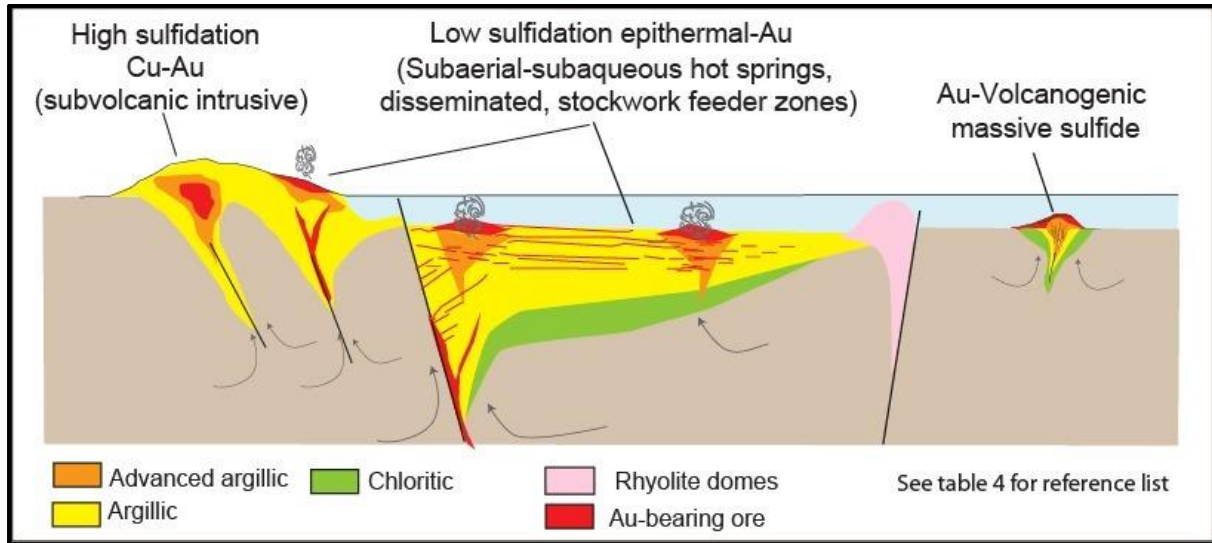 High sulfidation
Cu-Au
(subvolcanic intrusive)
Low sulfidation epithermal-Au
(Subaerial-subaqueous hot springs,
disseminated, stockwork feeder zones)
Au-Volcanogenic
massive sulfide
Advanced argillic
Argillic
Chloritic
Rhyolite domes
Au-bearing ore
See table 4 for reference list